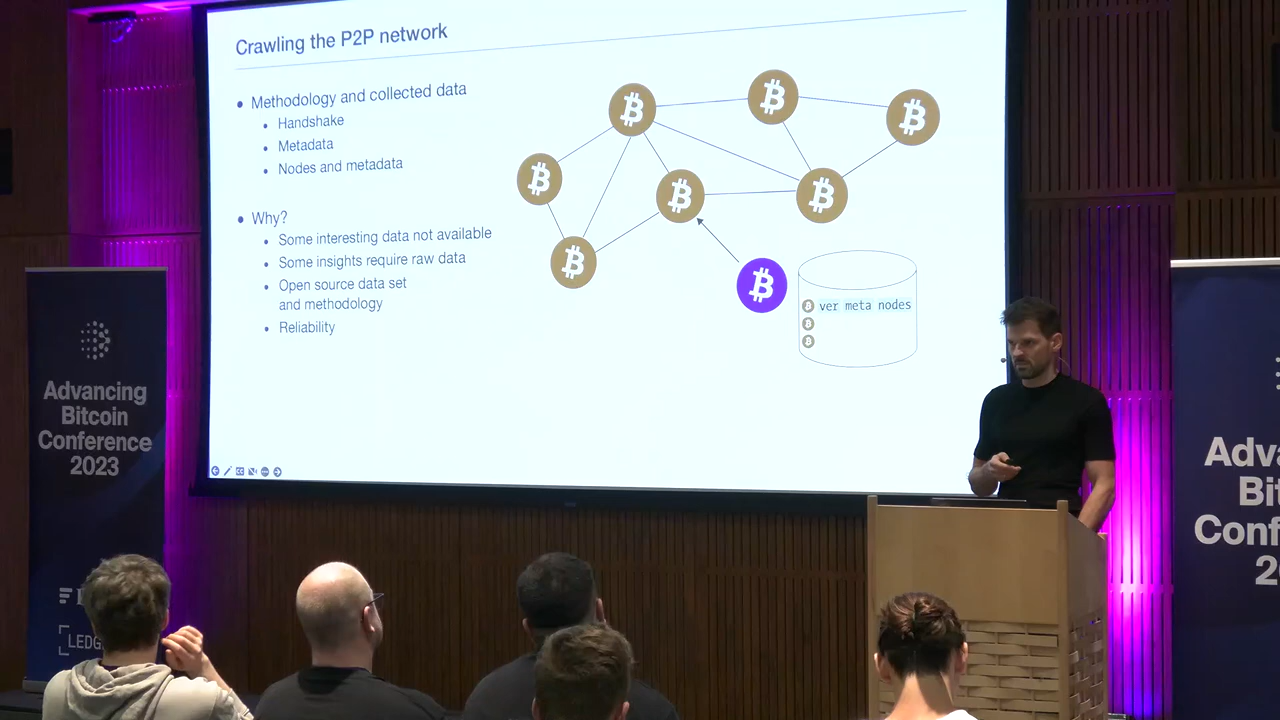 Crawling the P2P network
• Methodology and collected data
• Handshake
• Metadata
• Nodes and metadata
• Why?
• Some interesting data not available
• Some insights require raw data
• Open source data set
and methodology
• Reliability
ver meta nodes
Advancing
Bitcoin
Conference
2023
LEDG
Adva
Bit
Conf
20